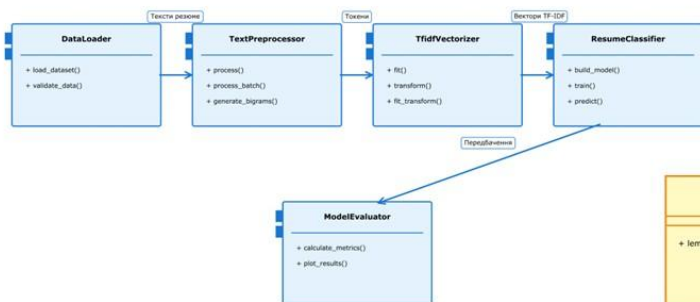 Тексти резюме
Токени
Вектори TF-IDF
DataLoader
+ load_dataset()
+ validate_data()
TextPreprocessor
+ process()
+ process_batch()
+ generate_bigrams()
TfidfVectorizer
+ fit()
+ transform()
+ fit_transform()
ResumeClassifier
+ build_model()
+ train()
+ predict()
Передбачення
ModelEvaluator
+ calculate_metrics()
+ plot_results()
+ lem